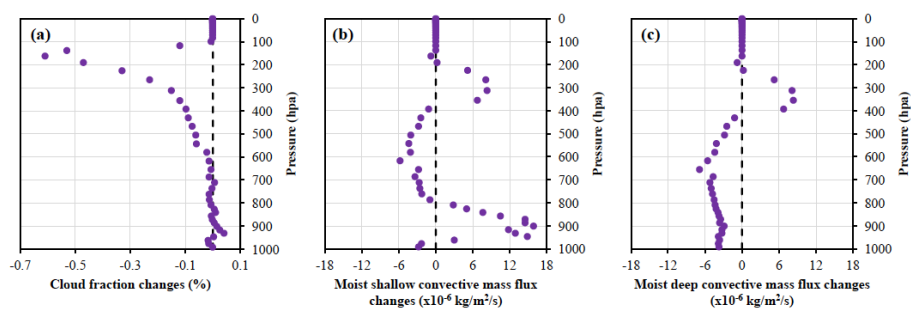 (a)
0
100
200
300
400
500
600
700
800
900
1000
Pressure (hpa)
-0.7 -0.5 -0.3 -0.1 0.1
Cloud fraction changes (%)
(b)
0
100
200
300
400
500
600
700
800
900
1000
Pressure (hpa)
-18 -12 -6 0 6 12 18
Moist shallow convective mass flux
changes (x10-6 kg/m2/s)
(c)
0
100
200
300
400
500
600
700
800
900
1000
Pressure (hpa)
-18 -12 -6 0 6 12 18
Moist deep convective mass flux changes
(x10-6 kg/m2/s)